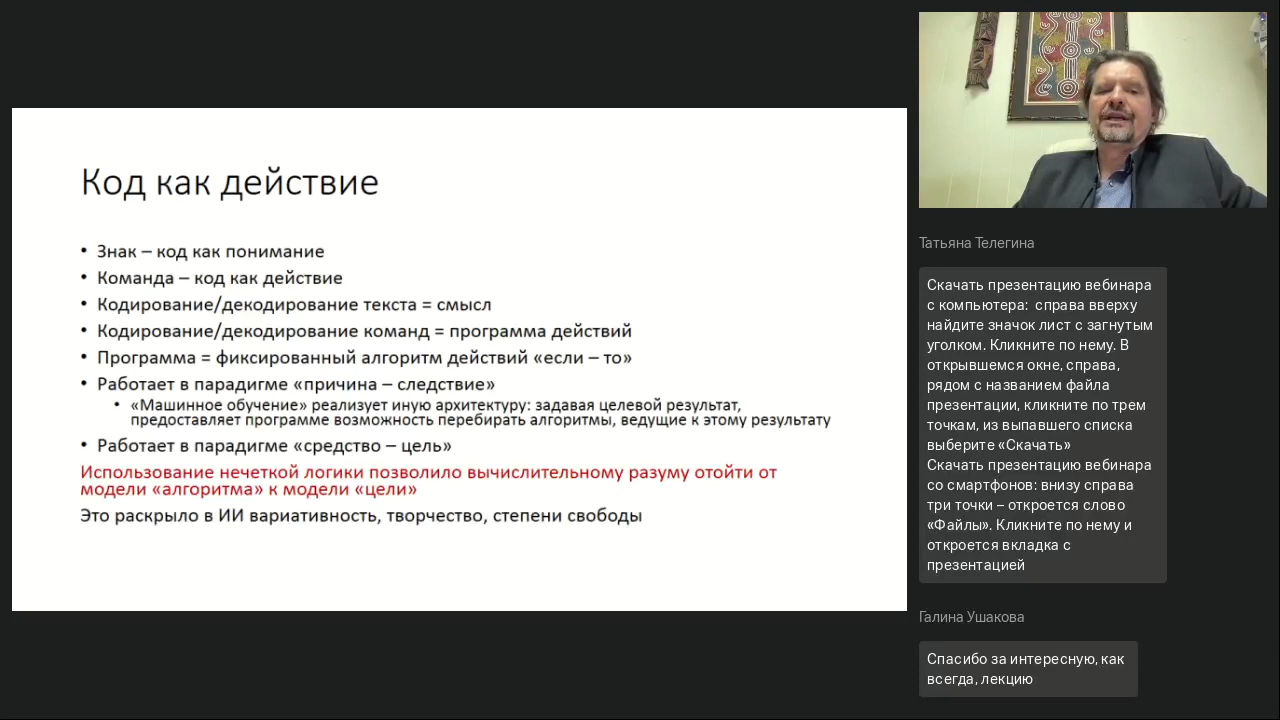 Код как действие
• Знак – код как понимание
• Команда – код как действие
• Кодирование/декодирование текста = смысл
• Кодирование/декодирование команд = программа действий
• Программа = фиксированный алгоритм действий «если – то»
• Работает в парадигме «причина – следствие»
• «Машинное обучение» реализует иную архитектуру: задавая целевой результат,
предоставляет программе возможность перебирать алгоритмы, ведущие к этому результату
• Работает в парадигме «средство – цель»
Использование нечеткой логики позволило вычислительному разуму отойти от
модели «алгоритма» к модели «цели»
Это раскрыло в ИИ вариативность, творчество, степени свободы
Татьяна Телегина
Скачать презентацию вебинара
с компьютера: справа вверху
найдите значок лист с загнутым
уголком. Кликните по нему. В
открывшемся окне, справа,
рядом с названием файла
презентации, кликните по трем
точкам, из выпавшего списка
выберите «Скачать»
Скачать презентацию вебинара
со смартфонов: внизу справа
три точки – откроется слово
«Файлы». Кликните по нему и
откроется вкладка с
презентацией
Галина Ушакова
Спасибо за интересную, как
всегда, лекцию